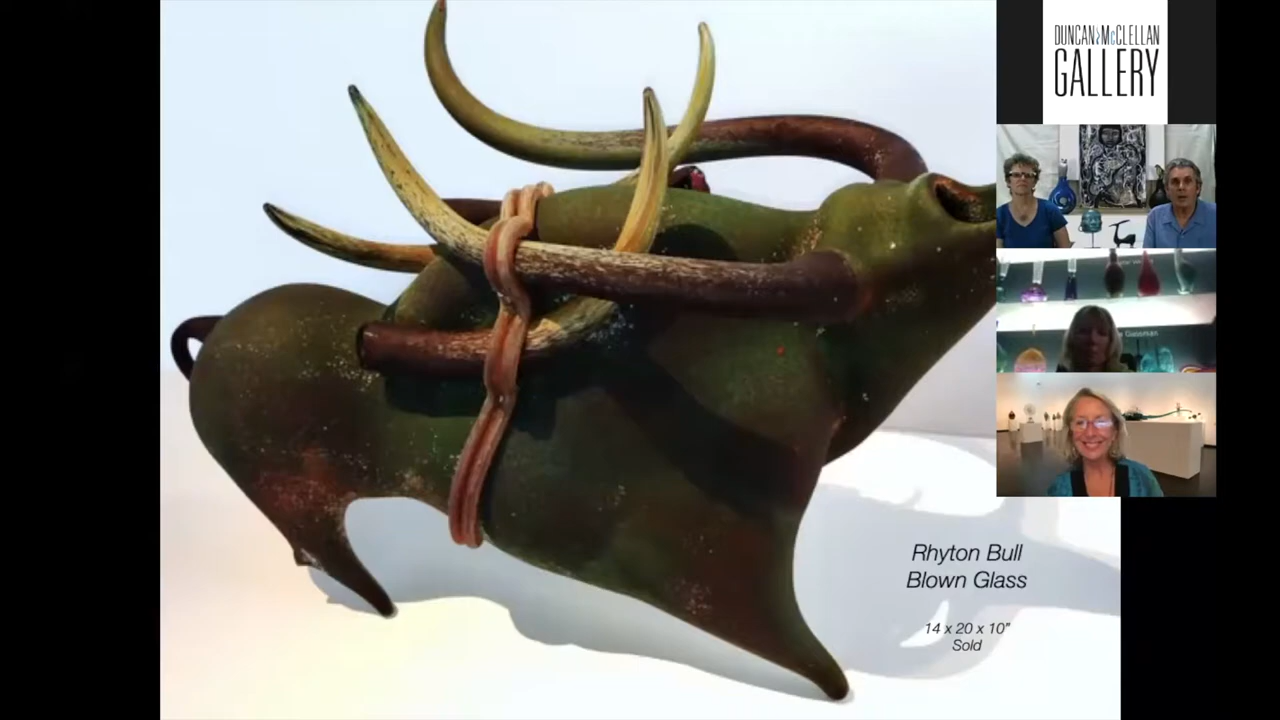 DUNCAN McCLELLAN
GALLERY
Rhyton Bull
Blown Glass
14 x 20 x 10"
Sold